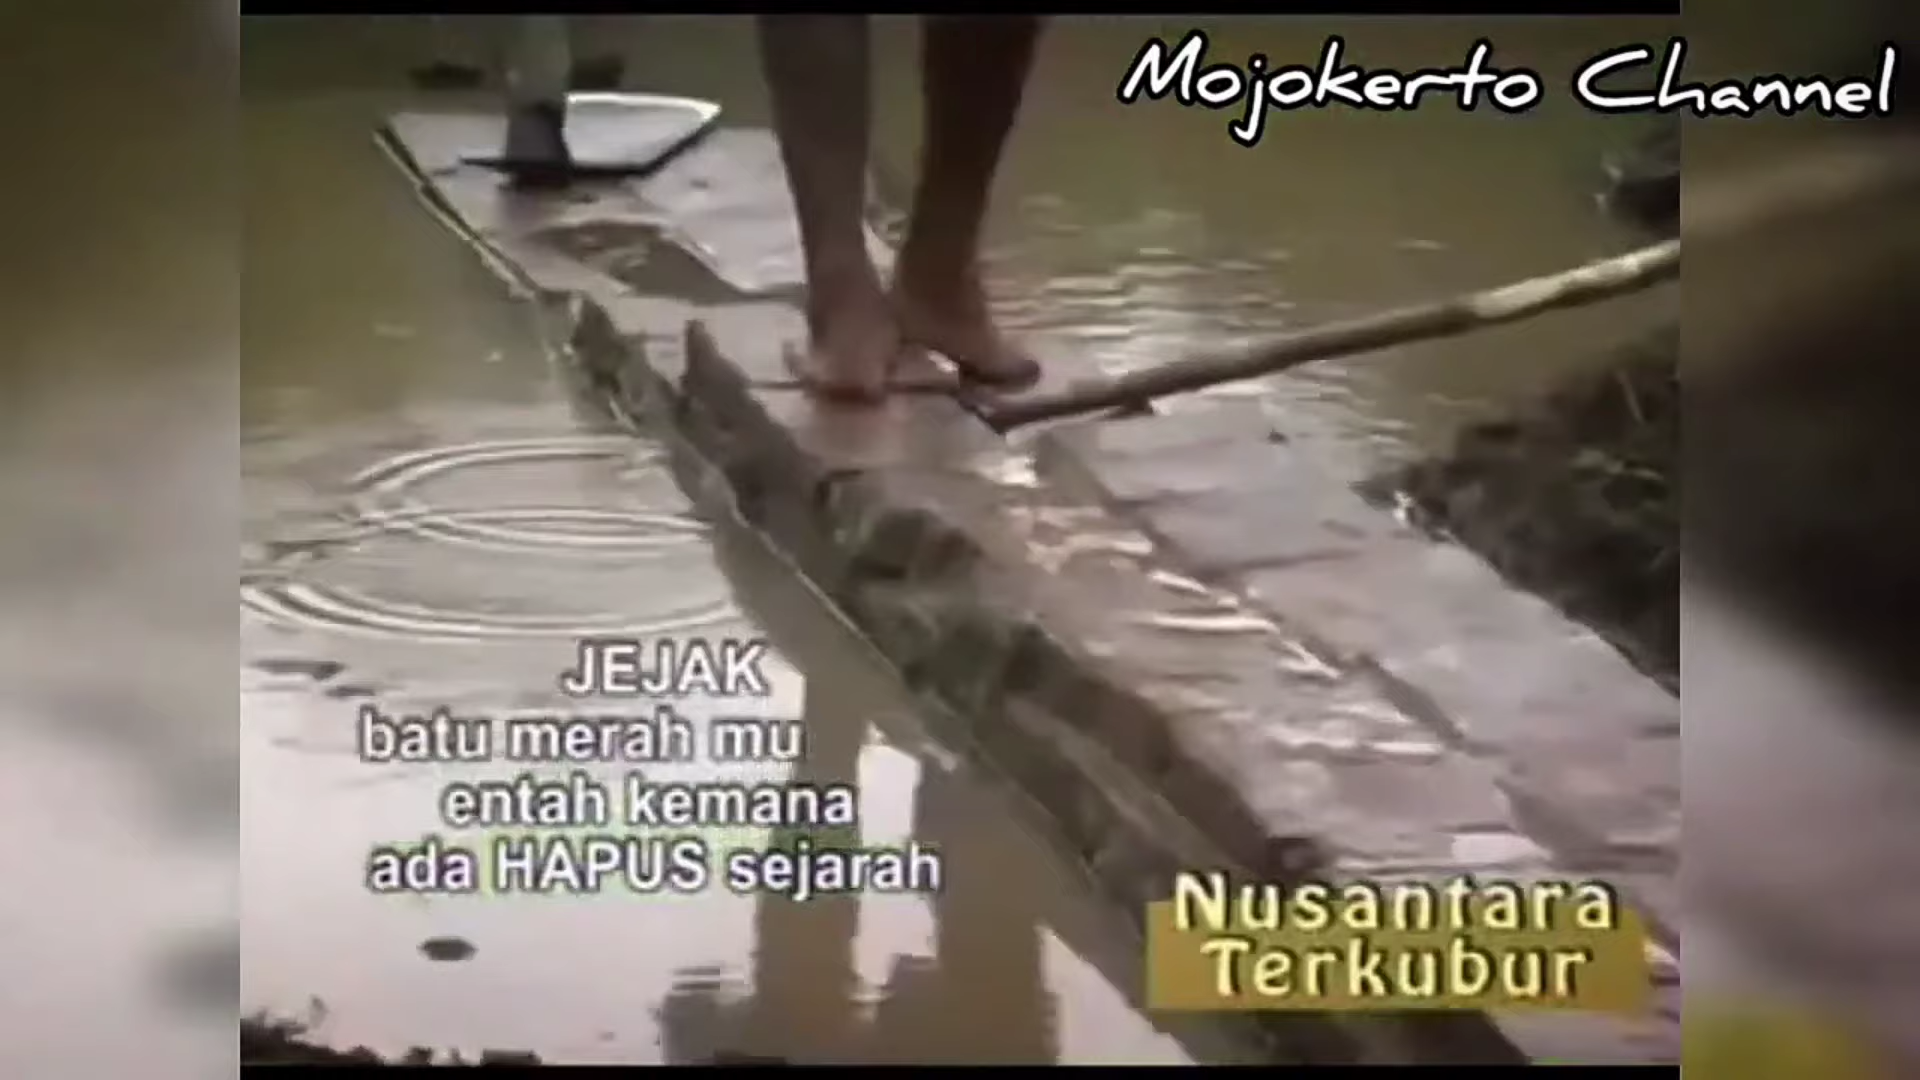 Mojokerto Channel
JEJAK
batu merah mu
entah kemana
ada HAPUS sejarah
Nusantara
Terkubur